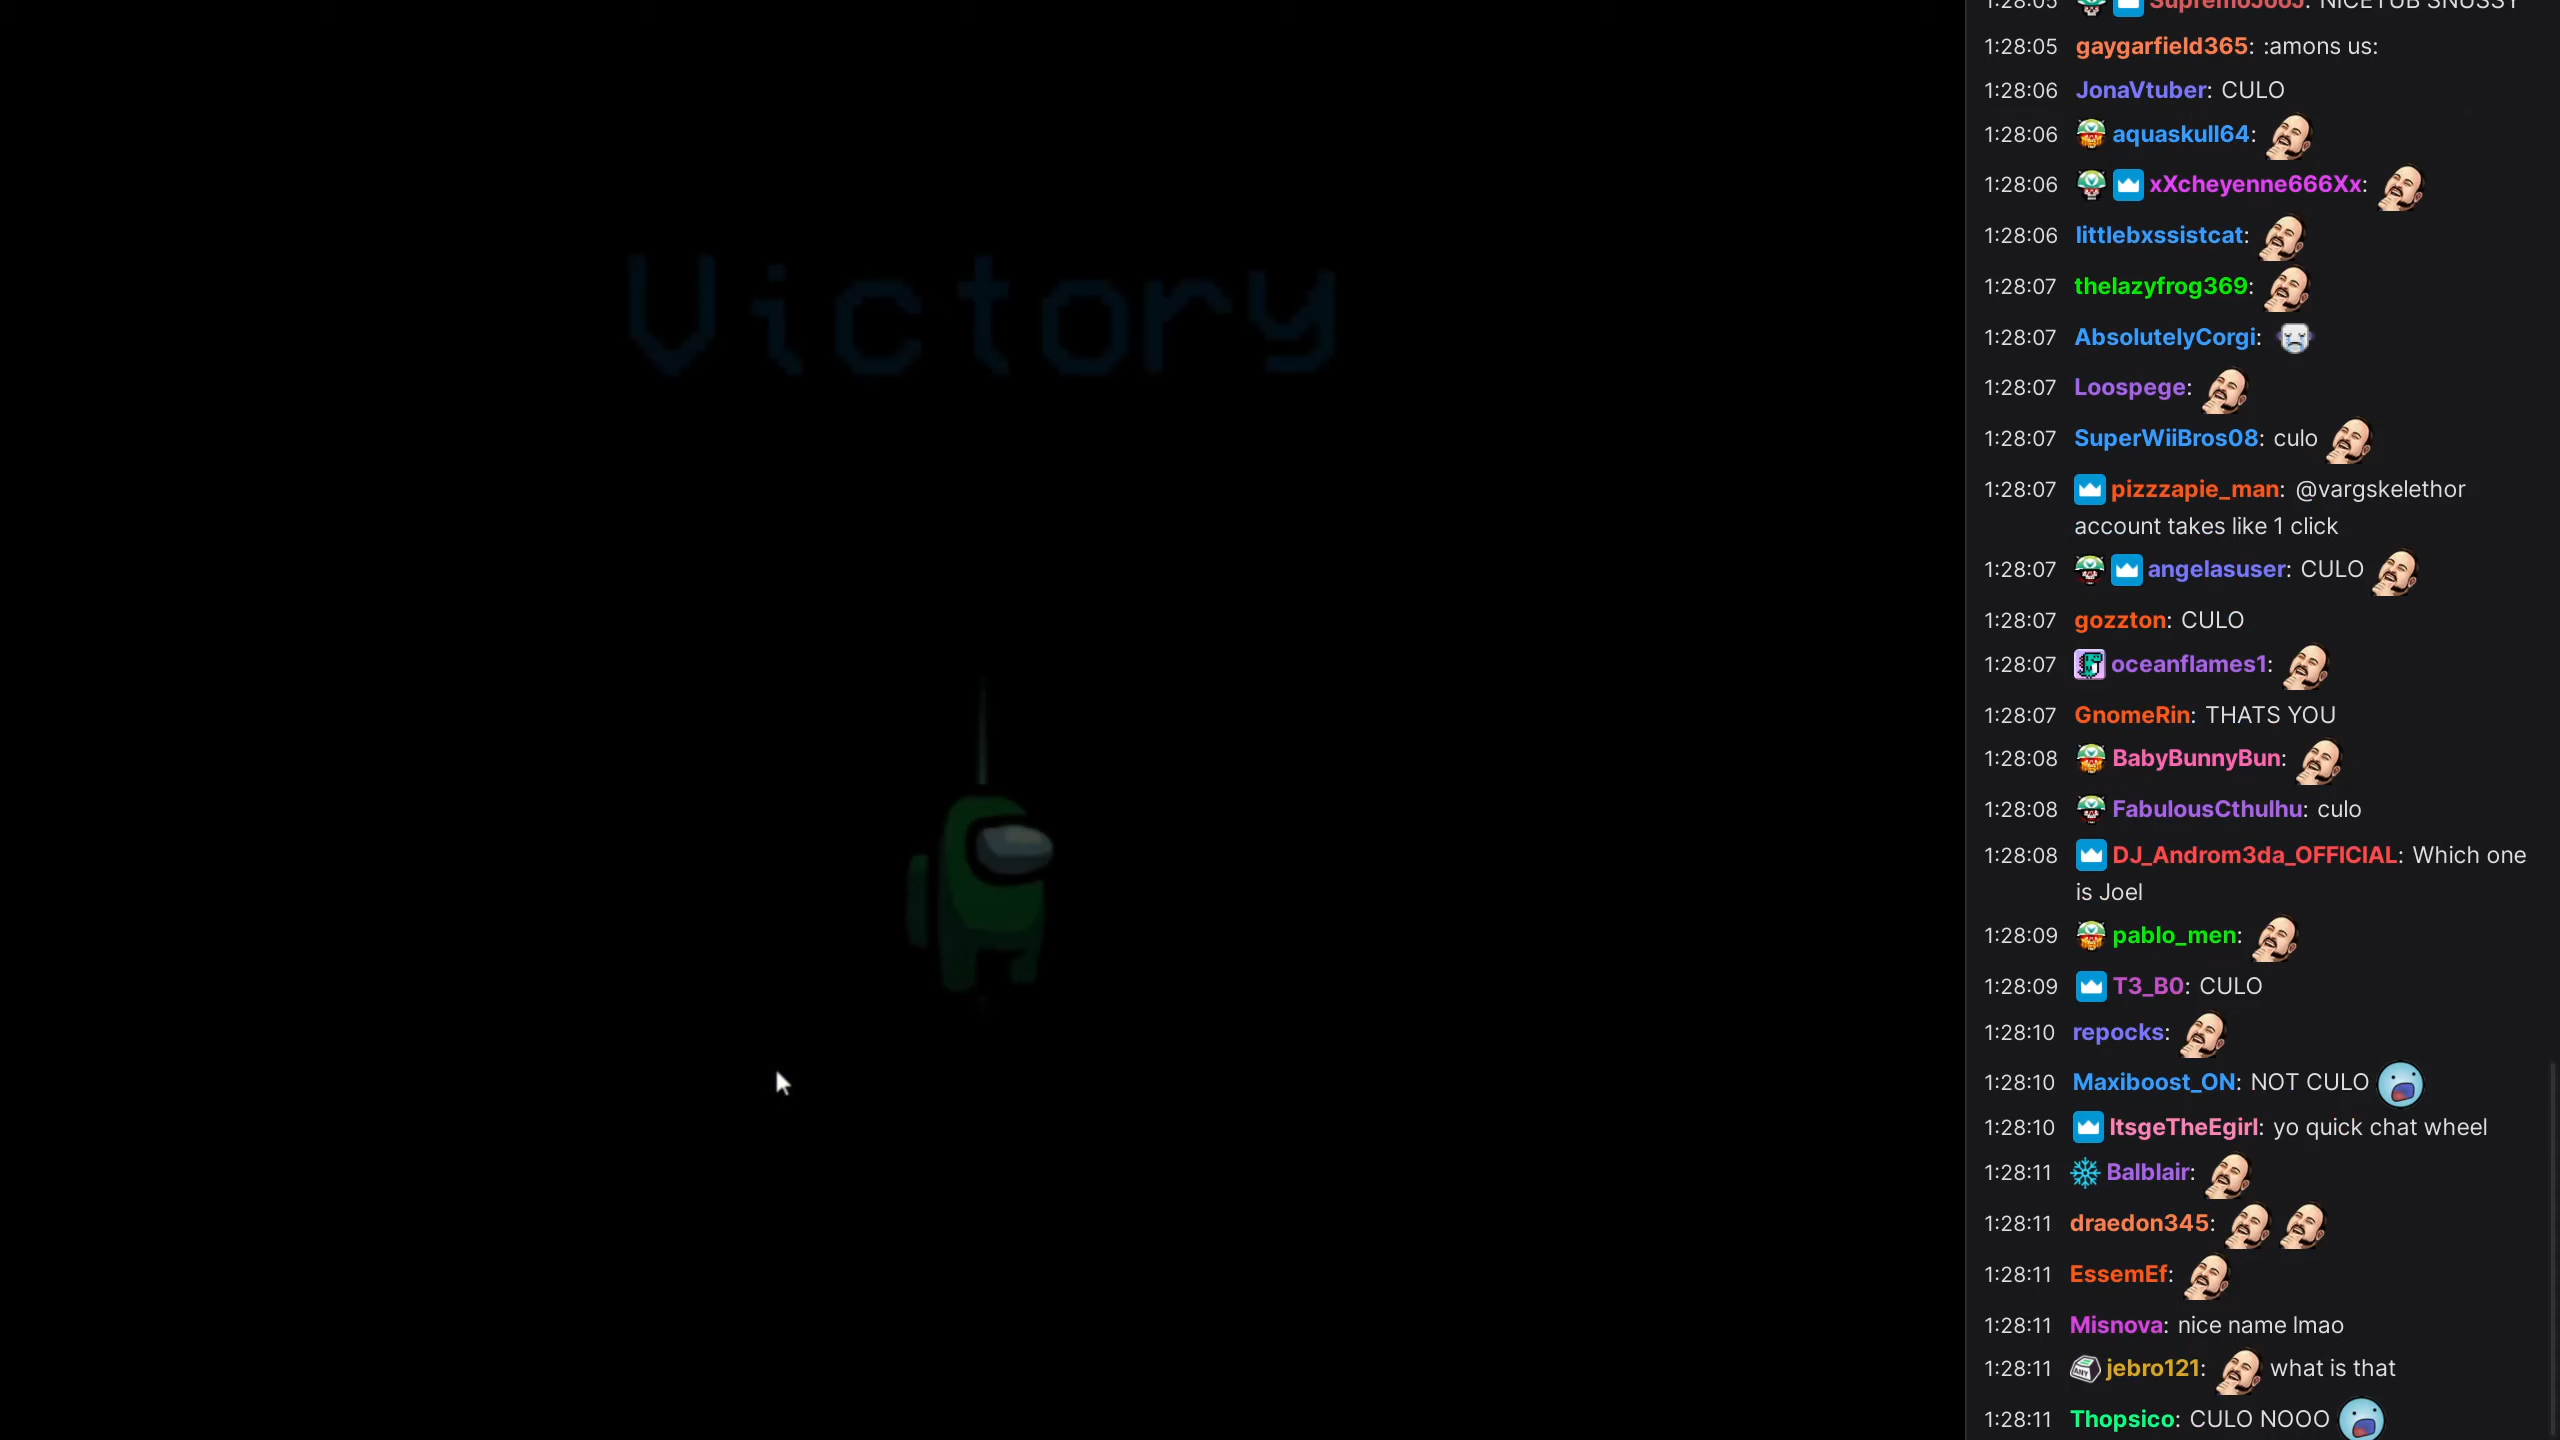 Victory
1:28:05 SupremoJooJ: NICETUB SNUSSY
1:28:05 gaygarfield365: :amons us:
1:28:06 JonaVtuber: CULO
1:28:06 aquaskull64:
1:28:06 xXcheyenne666Xx:
1:28:06 littlebxssistcat:
1:28:07 thelazyfrog369:
1:28:07 AbsolutelyCorgi:
1:28:07 Loospege:
1:28:07 SuperWiiBros08: culo
1:28:07 pizzzapie_man: @vargskelethor
account takes like 1 click
1:28:07 angelasuser: CULO
1:28:07 gozzton: CULO
1:28:07 oceanflames1:
1:28:07 GnomeRin: THATS YOU
1:28:08 BabyBunnyBun:
1:28:08 FabulousCthulhu: culo
1:28:08 DJ_Androm3da_OFFICIAL: Which one
is Joel
1:28:09 pablo_men:
1:28:09 T3_B0: CULO
1:28:10 repocks:
1:28:10 Maxiboost_ON: NOT CULO
1:28:10 ItsgeTheEgirl: yo quick chat wheel
1:28:11 Balblair:
1:28:11 draedon345:
1:28:11 EssemEf:
1:28:11 Misnova: nice name lmao
1:28:11 jebro121: what is that
1:28:11 Thopsico: CULO NOOO